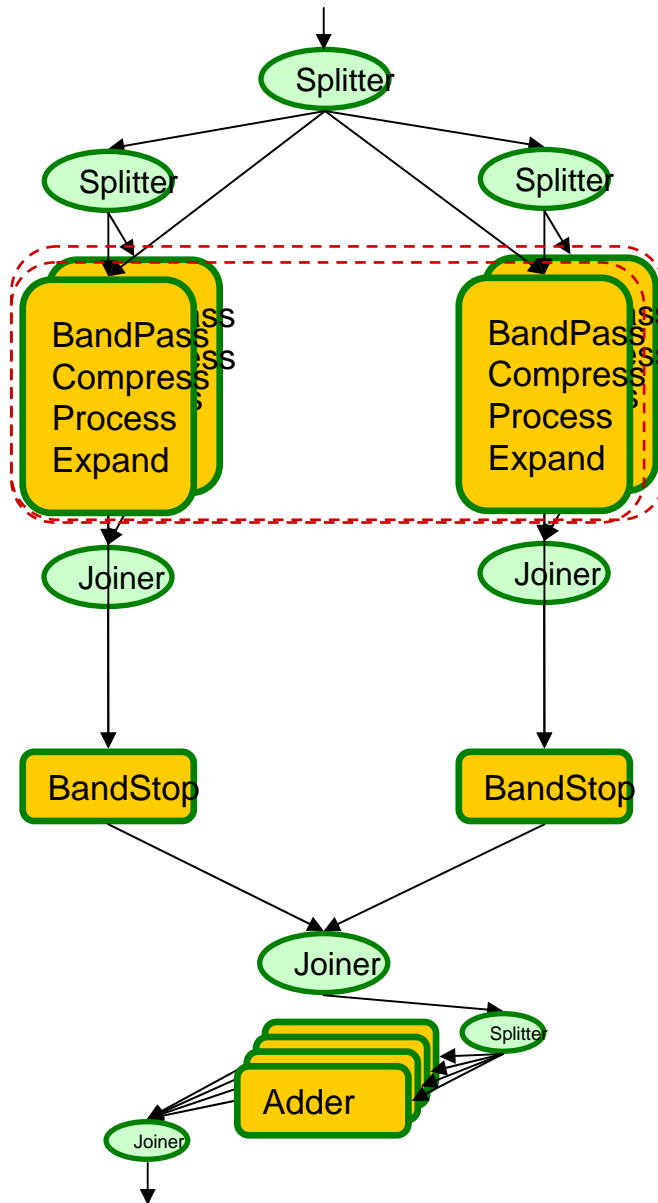 Splitter
Splitter
Splitter
BandPass
Compress
Process
Expand
BandPass
Compress
Process
Expand
Joiner
Joiner
BandStop
BandStop
Joiner
Splitter
Adder
Joiner